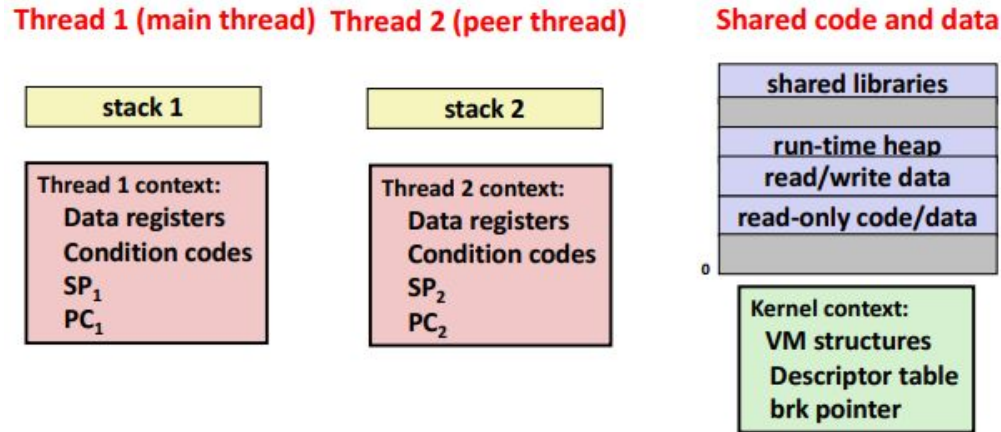 Thread 1 (main thread) Thread 2 (peer thread) Shared code and data
stack 1
Thread 1 context:
Data registers
Condition codes
SP1
PC1
stack 2
Thread 2 context:
Data registers
Condition codes
SP2
PC2
shared libraries
run-time heap
read/write data
read-only code/data
0
Kernel context:
VM structures
Descriptor table
brk pointer